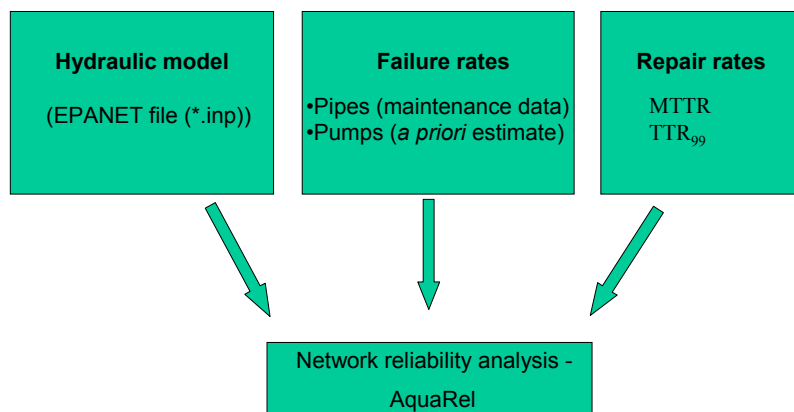 Hydraulic model
(EPANET file (*.inp))
Failure rates
•Pipes (maintenance data)
•Pumps (a priori estimate)
Repair rates
MTTR
TTR99
Network reliability analysis -
AquaRel